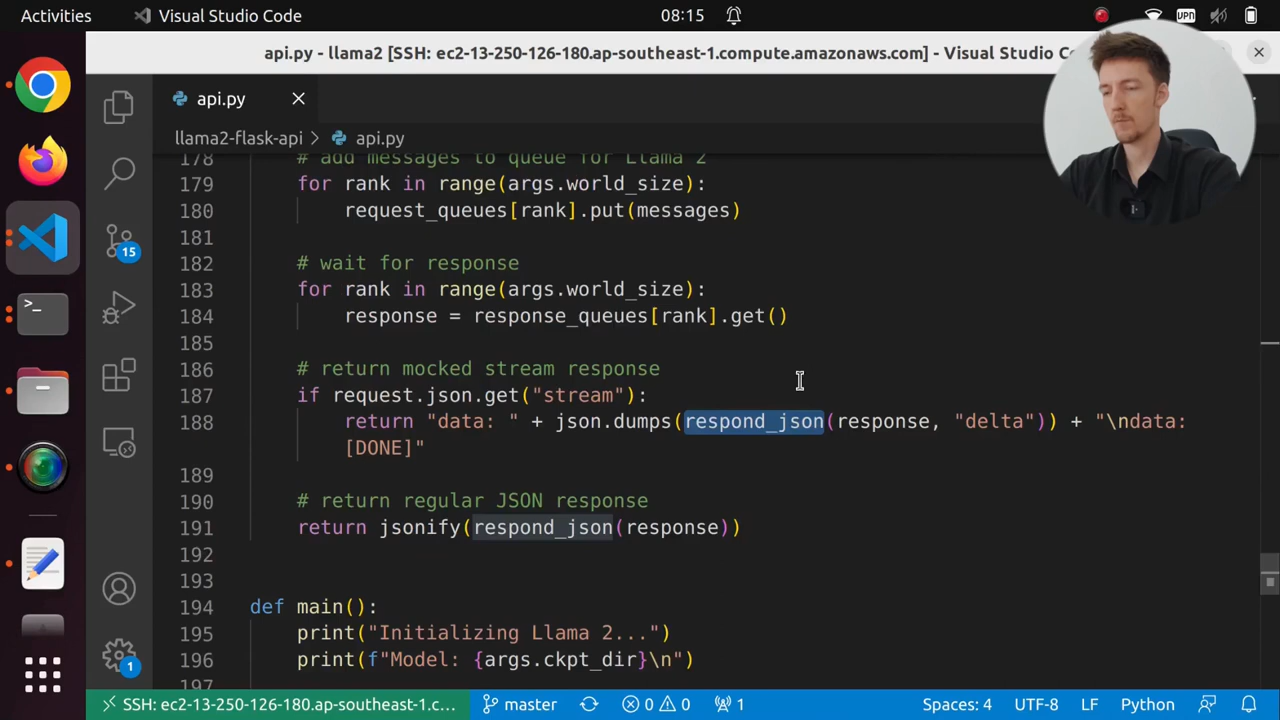 Activities
Visual Studio Code
08:15
VPN
api.py - llama2 [SSH: ec2-13-250-126-180.ap-southeast-1.compute.amazonaws.com] - Visual Studio Co
api.py
llama2-flask-api > api.py
178 # add messages to queue for Llama 2
179 for rank in range(args.world_size):
180 request_queues[rank].put(messages)
181
182 # wait for response
183 for rank in range(args.world_size):
184 response = response_queues[rank].get()
185
186 # return mocked stream response
187 if request.json.get("stream"):
188 return "data: " + json.dumps(respond_json(response, "delta")) + "\ndata:
[DONE]"
189
190 # return regular JSON response
191 return jsonify(respond_json(response))
192
193
194 def main():
195 print("Initializing Llama 2...")
196 print(f"Model: {args.ckpt_dir}\n")
197
15
1
SSH: ec2-13-250-126-180.ap-southeast-1.c...
master
0
0
1
Spaces: 4
UTF-8
LF
Python